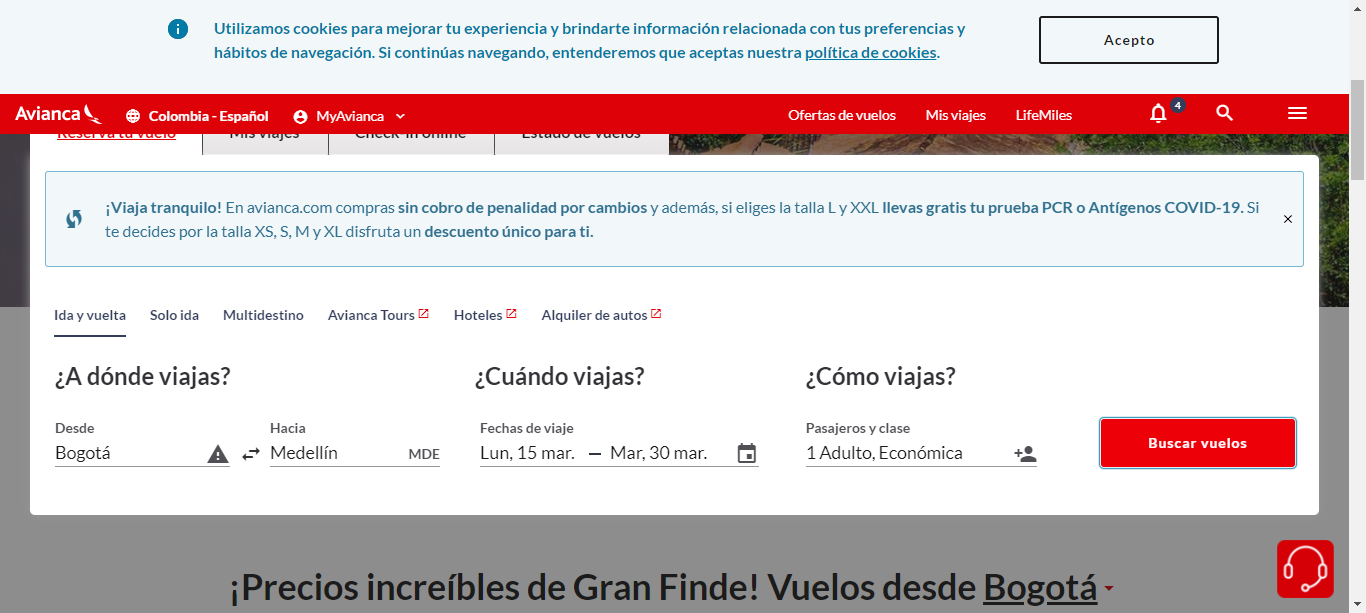 Utilizamos cookies para mejorar tu experiencia y brindarte información relacionada con tus preferencias y
hábitos de navegación. Si continúas navegando, entenderemos que aceptas nuestra política de cookies.
Acepto
Avianca Colombia - Español MyAvianca Ofertas de vuelos Mis viajes LifeMiles 4
Reserva tu vuelo Mis viajes Check-in online Estado de vuelos
¡Viaja tranquilo! En avianca.com compras sin cobro de penalidad por cambios y además, si eliges la talla L y XXL llevas gratis tu prueba PCR o Antígenos COVID-19. Si
te decides por la talla XS, S, M y XL disfruta un descuento único para ti.
Ida y vuelta Solo ida Multidestino Avianca Tours Hoteles Alquiler de autos
¿A dónde viajas? ¿Cuándo viajas? ¿Cómo viajas?
Desde Hacia Fechas de viaje Pasajeros y clase
Bogotá Medellín MDE Lun, 15 mar. — Mar, 30 mar. 1 Adulto, Económica
Buscar vuelos
¡Precios increíbles de Gran Finde! Vuelos desde Bogotá